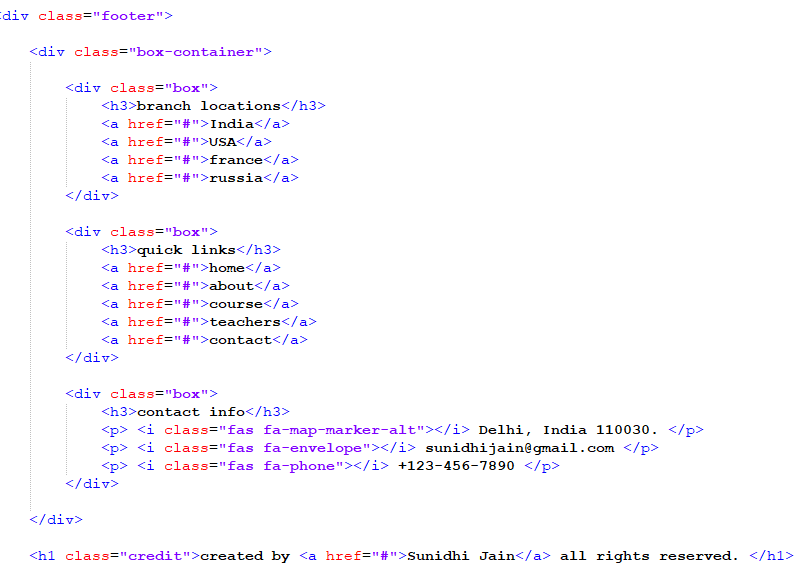 div class="footer">
<div class="box-container">
<div class="box">
<h3>branch locations</h3>
<a href="#">India</a>
<a href="#">USA</a>
<a href="#">france</a>
<a href="#">russia</a>
</div>
<div class="box">
<h3>quick links</h3>
<a href="#">home</a>
<a href="#">about</a>
<a href="#">course</a>
<a href="#">teachers</a>
<a href="#">contact</a>
</div>
<div class="box">
<h3>contact info</h3>
<p> <i class="fas fa-map-marker-alt"></i> Delhi, India 110030. </p>
<p> <i class="fas fa-envelope"></i> sunidhijain@gmail.com </p>
<p> <i class="fas fa-phone"></i> +123-456-7890 </p>
</div>
</div>
<h1 class="credit">created by <a href="#">Sunidhi Jain</a> all rights reserved. </h1>